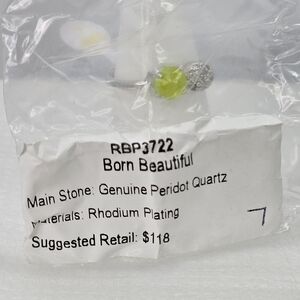 RBP3722
Born Beautiful
Main Stone: Genuine Peridot Quartz
Materials: Rhodium Plating
Suggested Retail: $118
7